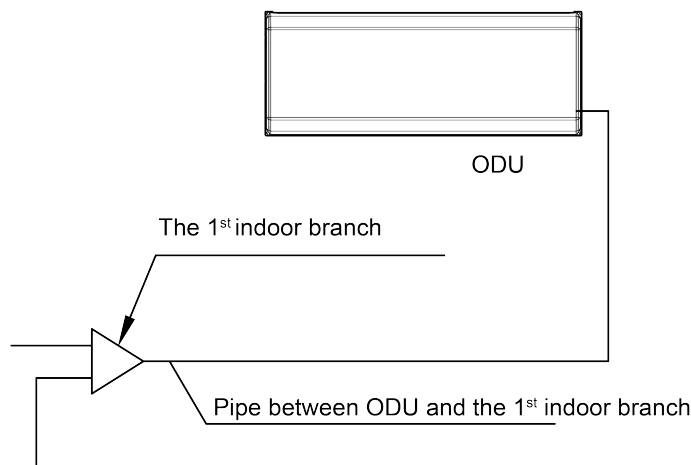 ODU
The 1st indoor branch
Pipe between ODU and the 1st indoor branch